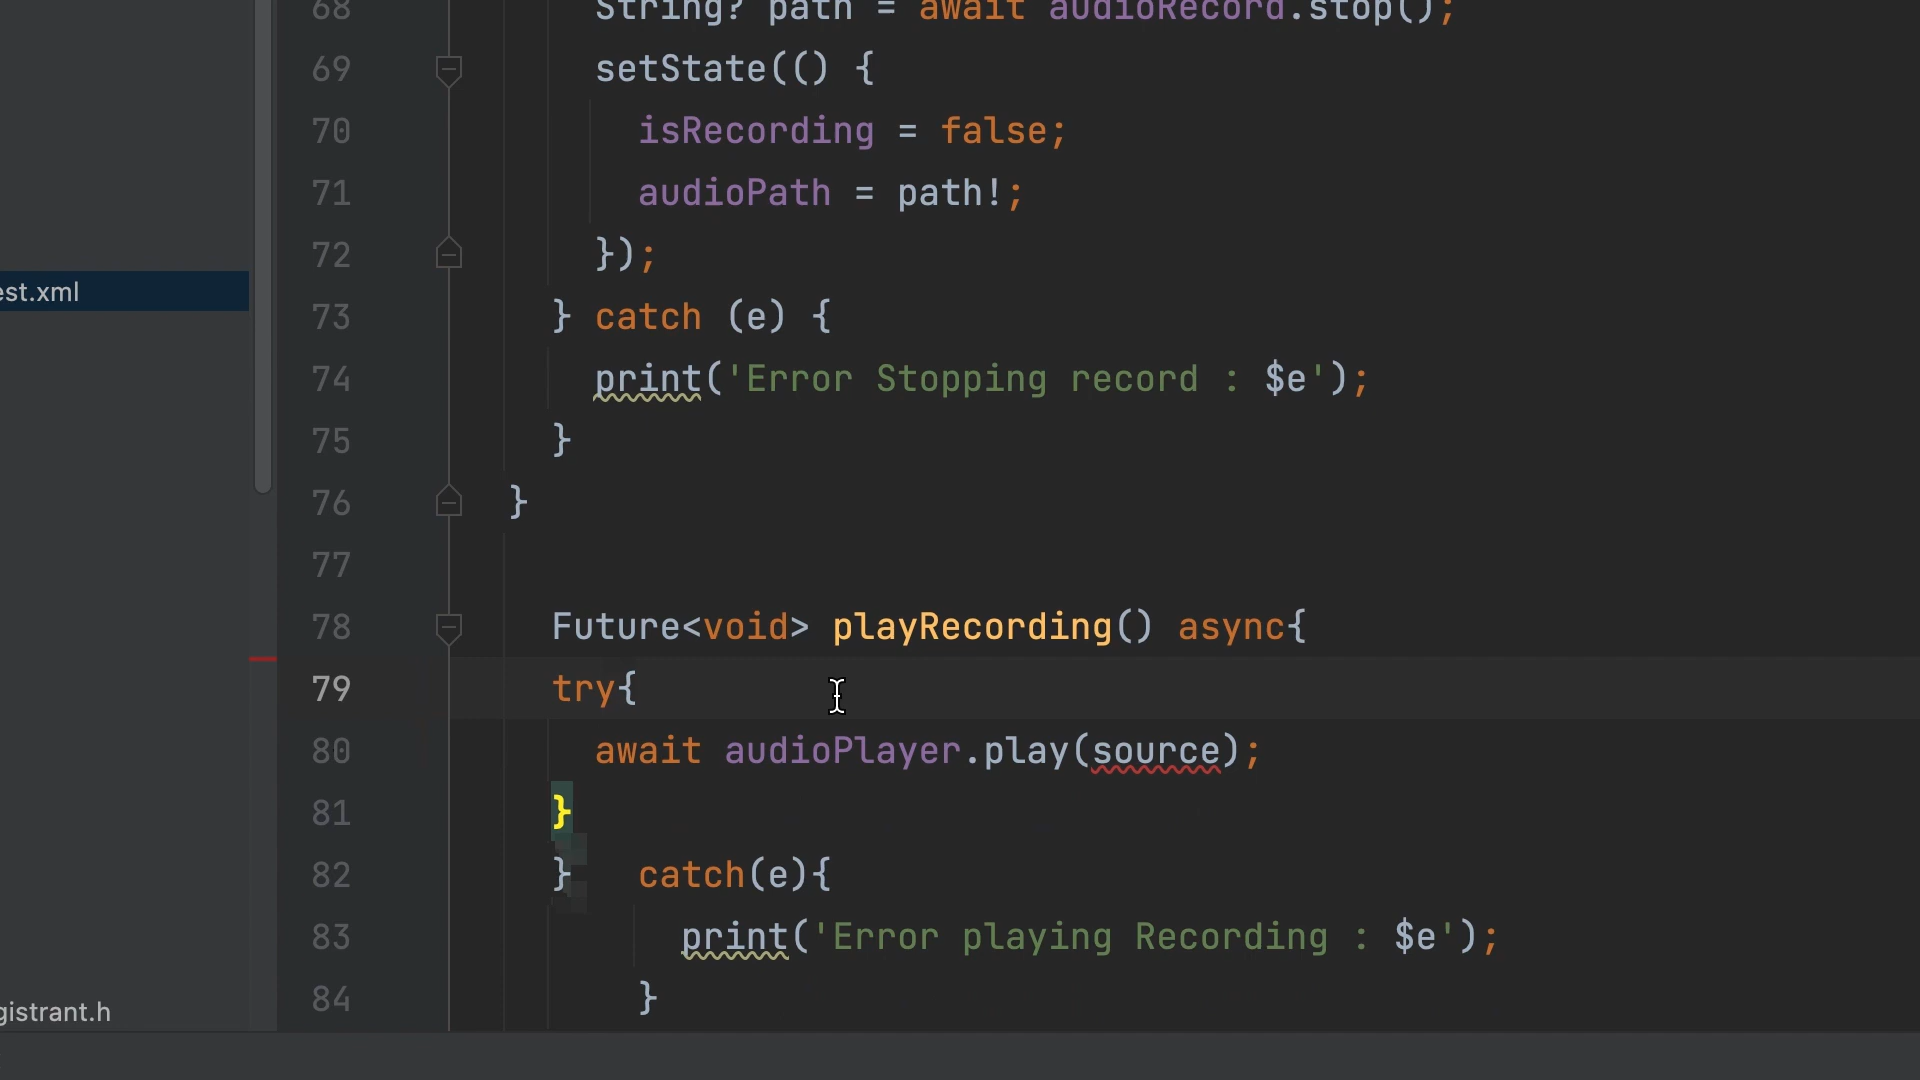 68 String? path = await audioRecord.stop();
69 setState(() {
70 isRecording = false;
71 audioPath = path!;
72 });
est.xml
73 } catch (e) {
74 print('Error Stopping record : $e');
75 }
76 }
77
78 Future<void> playRecording() async{
79 try{
80 await audioPlayer.play(source);
81 }
82 } catch(e){
83 print('Error playing Recording : $e');
84 }
gistrant.h